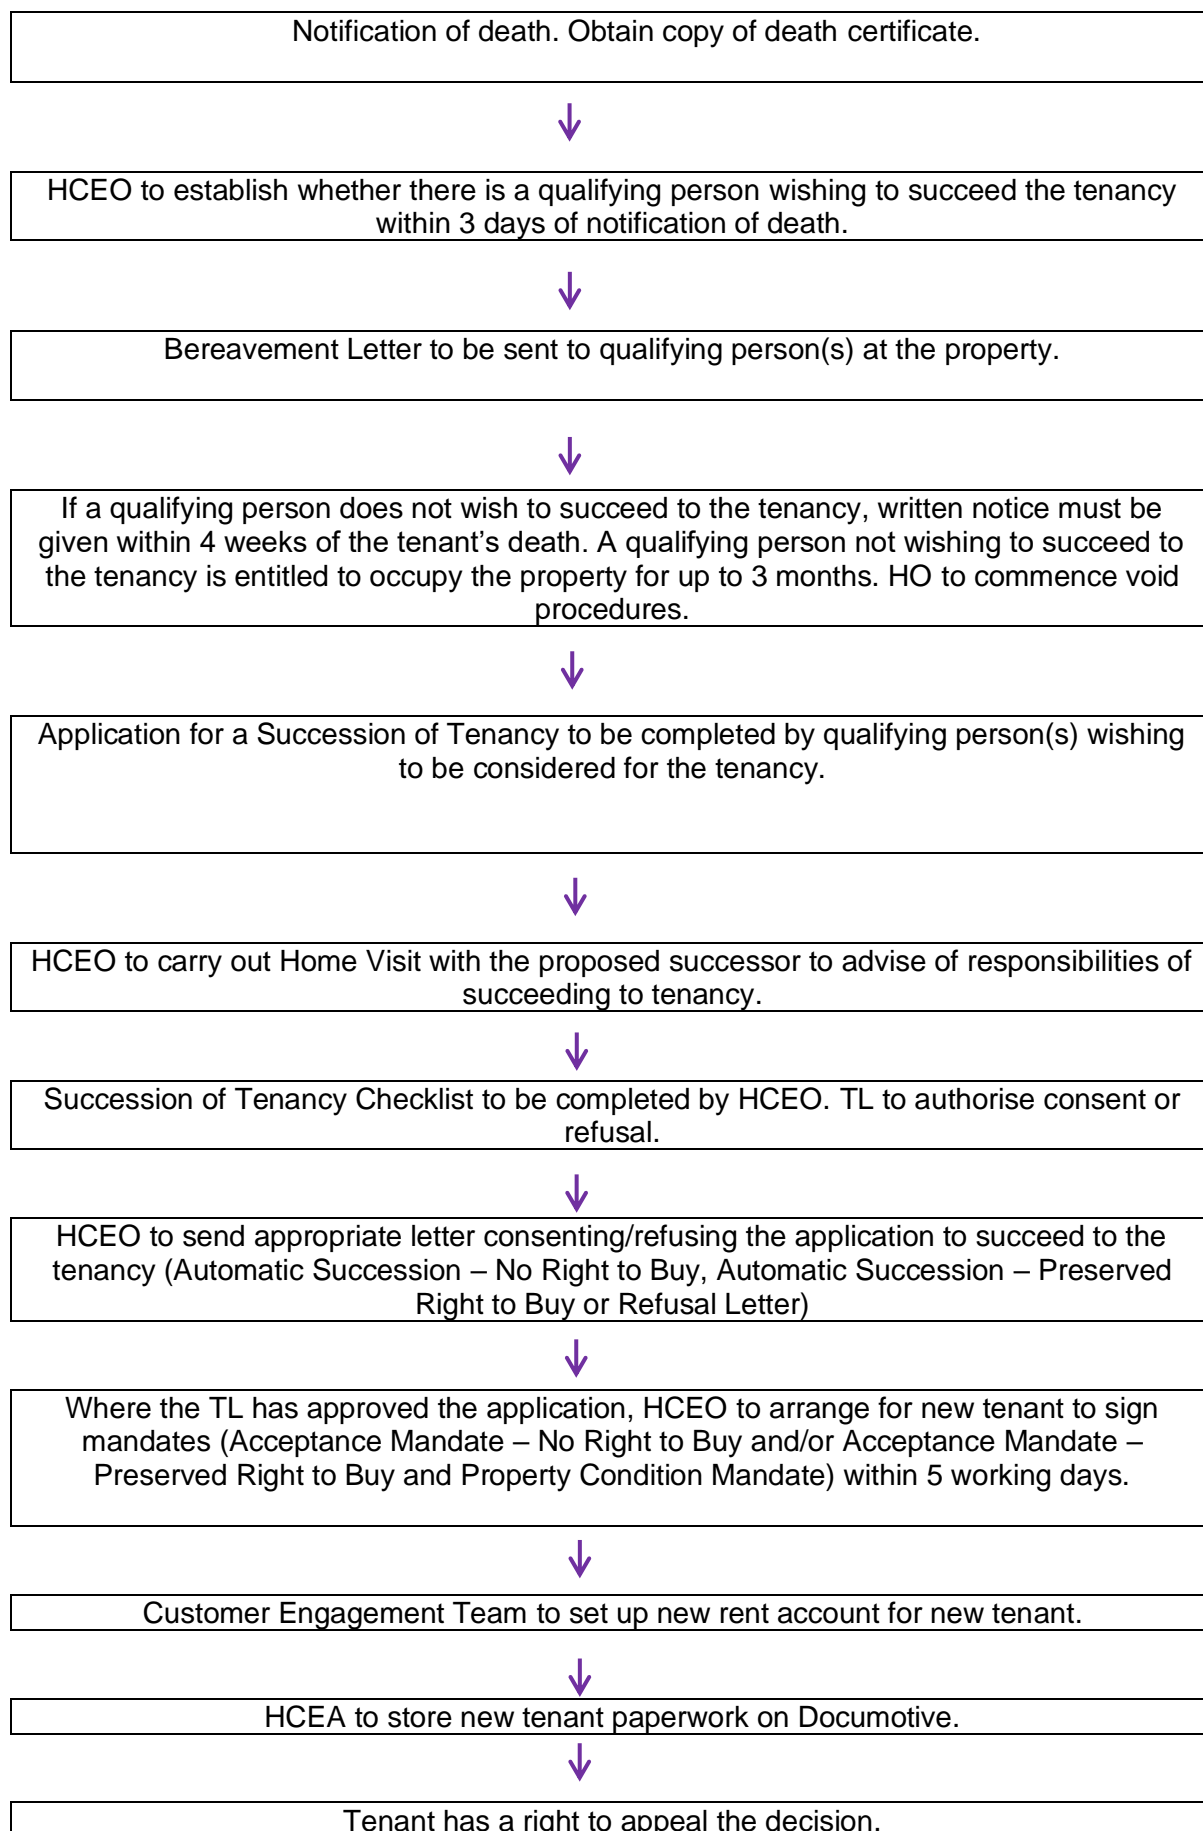 Notification of death. Obtain copy of death certificate.
HCEO to establish whether there is a qualifying person wishing to succeed the tenancy
within 3 days of notification of death.
Bereavement Letter to be sent to qualifying person(s) at the property.
If a qualifying person does not wish to succeed to the tenancy, written notice must be
given within 4 weeks of the tenant’s death. A qualifying person not wishing to succeed to
the tenancy is entitled to occupy the property for up to 3 months. HO to commence void
procedures.
Application for a Succession of Tenancy to be completed by qualifying person(s) wishing
to be considered for the tenancy.
HCEO to carry out Home Visit with the proposed successor to advise of responsibilities of
succeeding to tenancy.
Succession of Tenancy Checklist to be completed by HCEO. TL to authorise consent or
refusal.
HCEO to send appropriate letter consenting/refusing the application to succeed to the
tenancy (Automatic Succession – No Right to Buy, Automatic Succession – Preserved
Right to Buy or Refusal Letter)
Where the TL has approved the application, HCEO to arrange for new tenant to sign
mandates (Acceptance Mandate – No Right to Buy and/or Acceptance Mandate –
Preserved Right to Buy and Property Condition Mandate) within 5 working days.
Customer Engagement Team to set up new rent account for new tenant.
HCEA to store new tenant paperwork on Documotive.
Tenant has a right to appeal the decision.